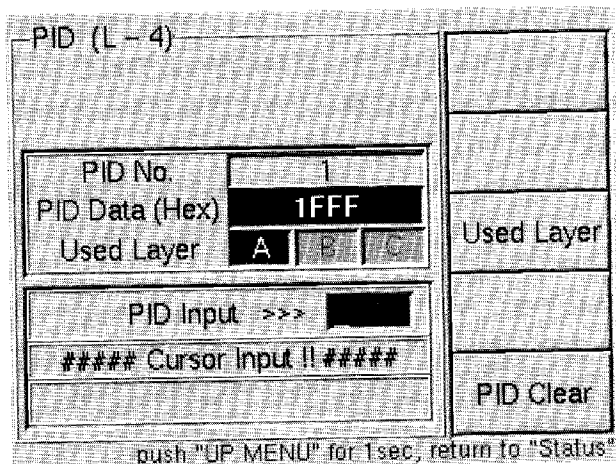 PID (L - 4)
PID No. 1
PID Data (Hex) 1FFF
Used Layer A B C
Used Layer
PID Input >>>
##### Cursor Input !! #####
PID Clear
push "UP MENU" for 1sec, return to "Status"